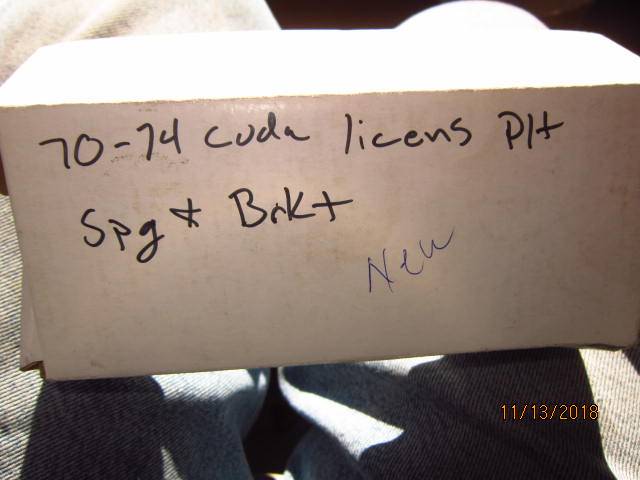 70-74 cuda licens Plt
Spg & Brkt
New
11/13/2018